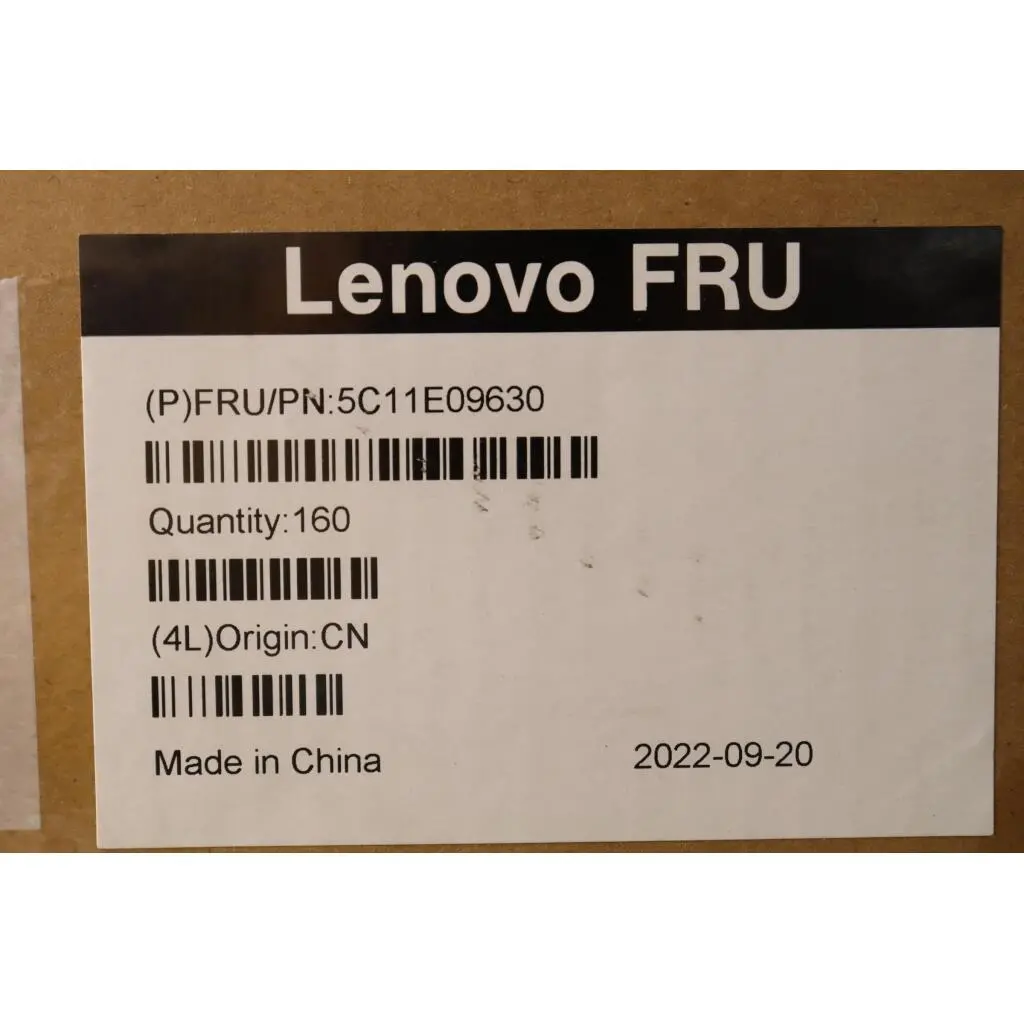 Lenovo FRU
(P)FRU/PN:5C11E09630
Quantity:160
(4L)Origin:CN
Made in China
2022-09-20